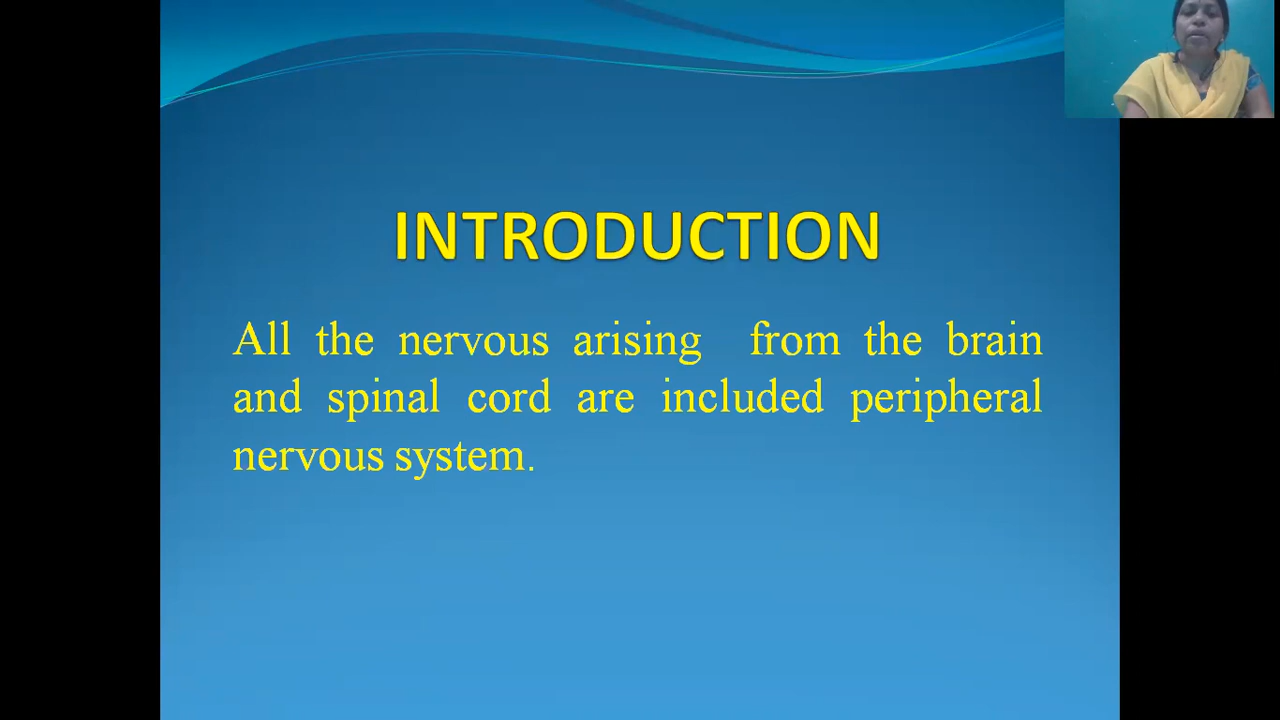 INTRODUCTION
All the nervous arising from the brain
and spinal cord are included peripheral
nervous system.